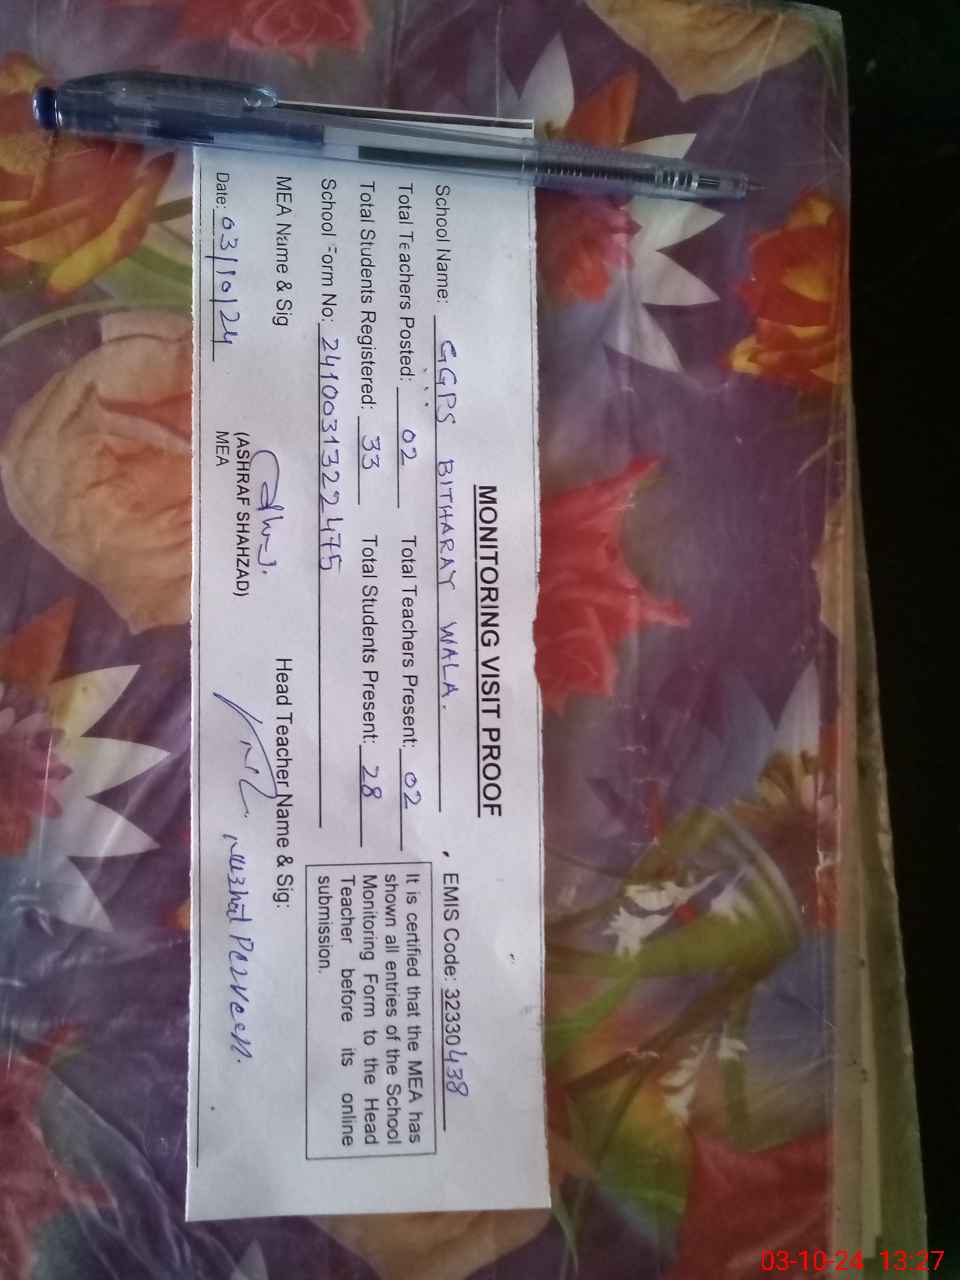 MONITORING VISIT PROOF
School Name: GGPS BITHARAY WALA. EMIS Code: 32330438
Total Teachers Posted: 02 Total Teachers Present: 02
Total Students Registered: 33 Total Students Present: 28
School Form No: 2410031322475
It is certified that the MEA has
shown all entries of the School
Monitoring Form to the Head
Teacher before its online
submission.
MEA Name & Sig Head Teacher Name & Sig:
(ASHRAF SHAHZAD)
MEA
Nuzhat Perveen.
Date: 03/10/24
03-10-24 13:27